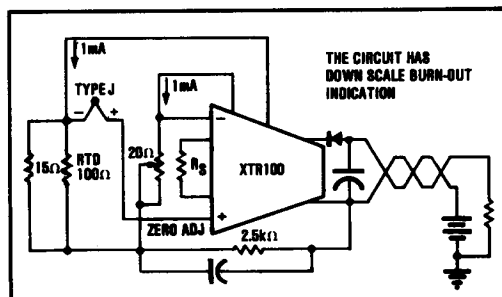 1mA
THE CIRCUIT HAS
DOWN SCALE BURN-OUT
INDICATION
TYPE J
1mA
− +
−
15Ω
RTD
100Ω
20Ω
RS
XTR100
+
ZERO ADJ
2.5kΩ